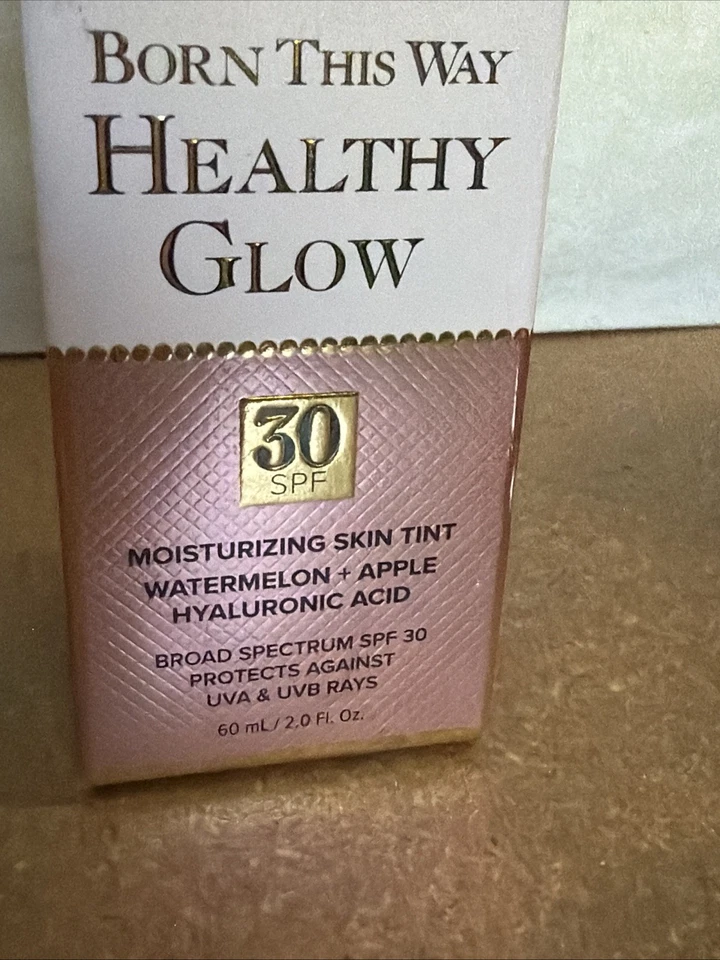 BORN THIS WAY
HEALTHY
GLOW
30
SPF
MOISTURIZING SKIN TINT
WATERMELON + APPLE
HYALURONIC ACID
BROAD SPECTRUM SPF 30
PROTECTS AGAINST
UVA & UVB RAYS
60 mL / 2.0 Fl. Oz.